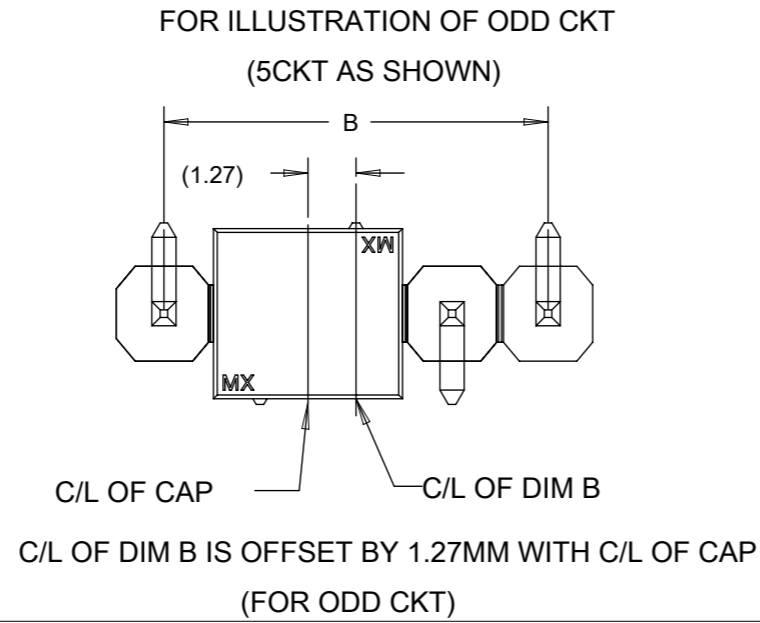 FOR ILLUSTRATION OF ODD CKT
(5CKT AS SHOWN)
B
(1.27)
MX
MX
C/L OF CAP
C/L OF DIM B
C/L OF DIM B IS OFFSET BY 1.27MM WITH C/L OF CAP
(FOR ODD CKT)